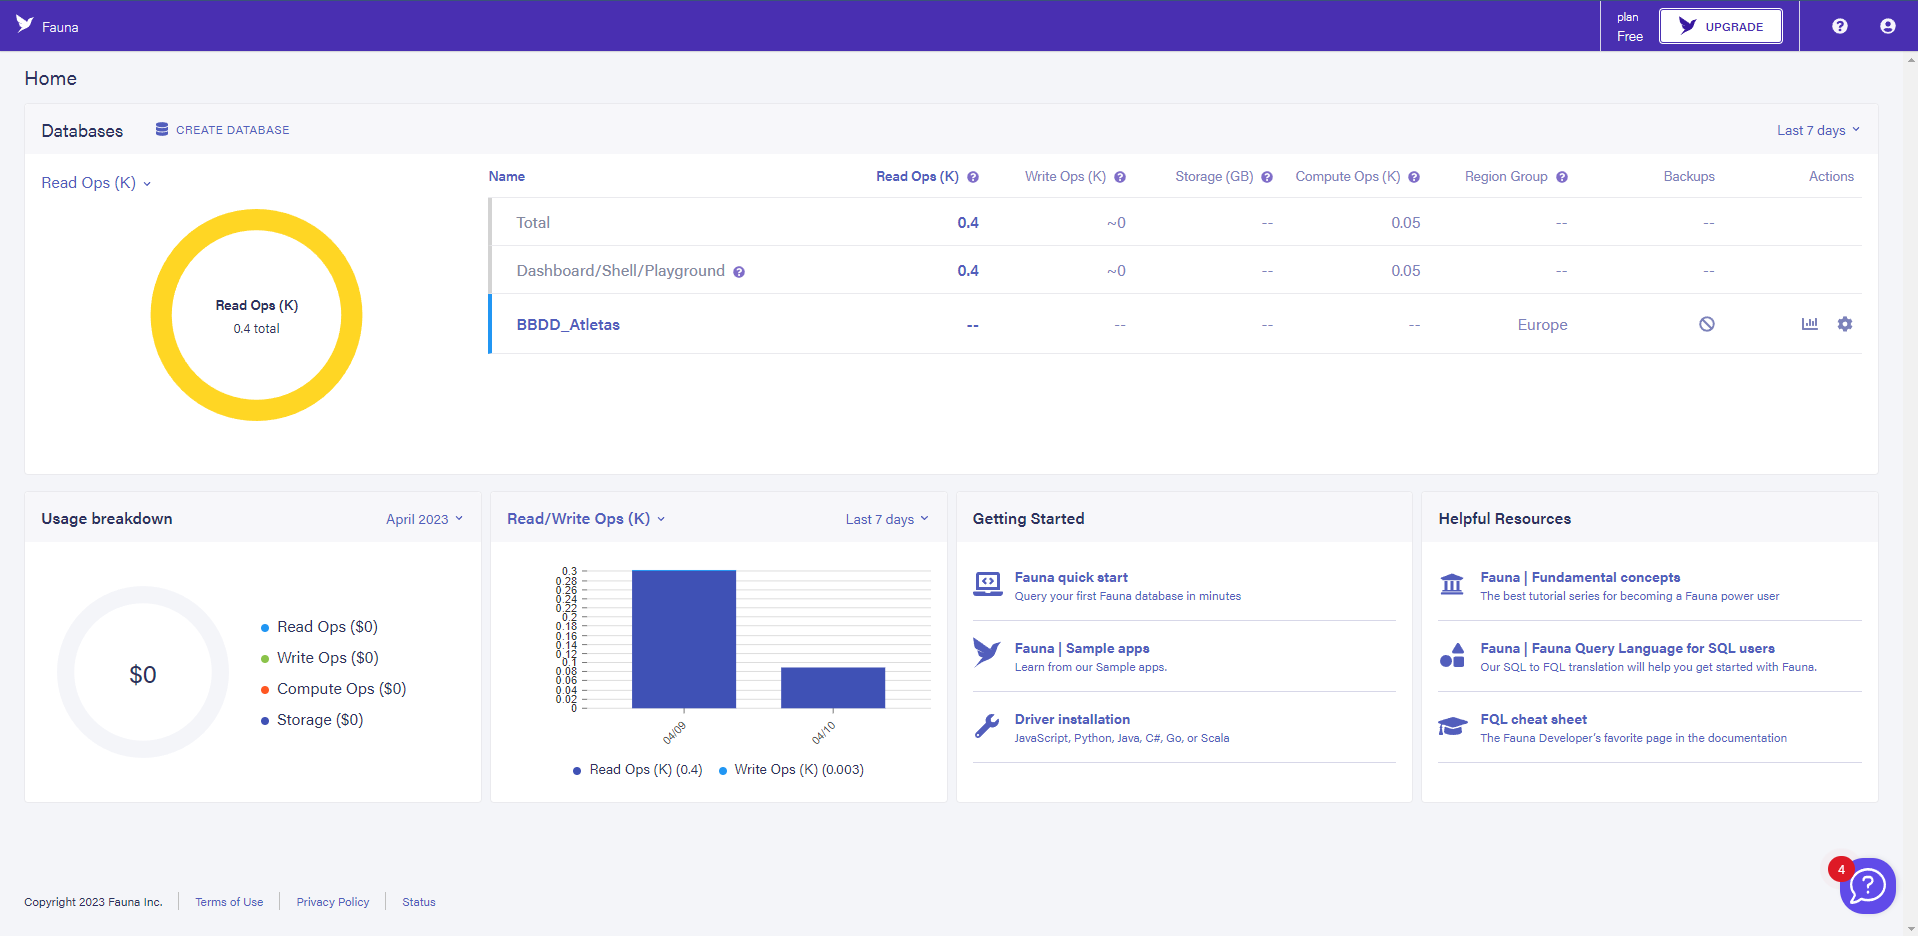 Fauna
plan
Free
UPGRADE
Home
Databases
CREATE DATABASE
Last 7 days
Read Ops (K)
Read Ops (K)
0.4 total
Name Read Ops (K) Write Ops (K) Storage (GB) Compute Ops (K) Region Group Backups Actions
Total 0.4 ~0 -- 0.05 -- --
Dashboard/Shell/Playground 0.4 ~0 -- 0.05 -- --
BBDD_Atletas -- -- -- -- Europe
Usage breakdown
April 2023
$0
Read Ops ($0)
Write Ops ($0)
Compute Ops ($0)
Storage ($0)
Read/Write Ops (K)
Last 7 days
0.3
0.28
0.26
0.24
0.22
0.2
0.18
0.16
0.14
0.12
0.1
0.08
0.06
0.04
0.02
0
04/09
04/10
Read Ops (K) (0.4)
Write Ops (K) (0.003)
Getting Started
Fauna quick start
Query your first Fauna database in minutes
Fauna | Sample apps
Learn from our Sample apps.
Driver installation
JavaScript, Python, Java, C#, Go, or Scala
Helpful Resources
Fauna | Fundamental concepts
The best tutorial series for becoming a Fauna power user
Fauna | Fauna Query Language for SQL users
Our SQL to FQL translation will help you get started with Fauna.
FQL cheat sheet
The Fauna Developer's favorite page in the documentation
4
Copyright 2023 Fauna Inc.
Terms of Use
Privacy Policy
Status